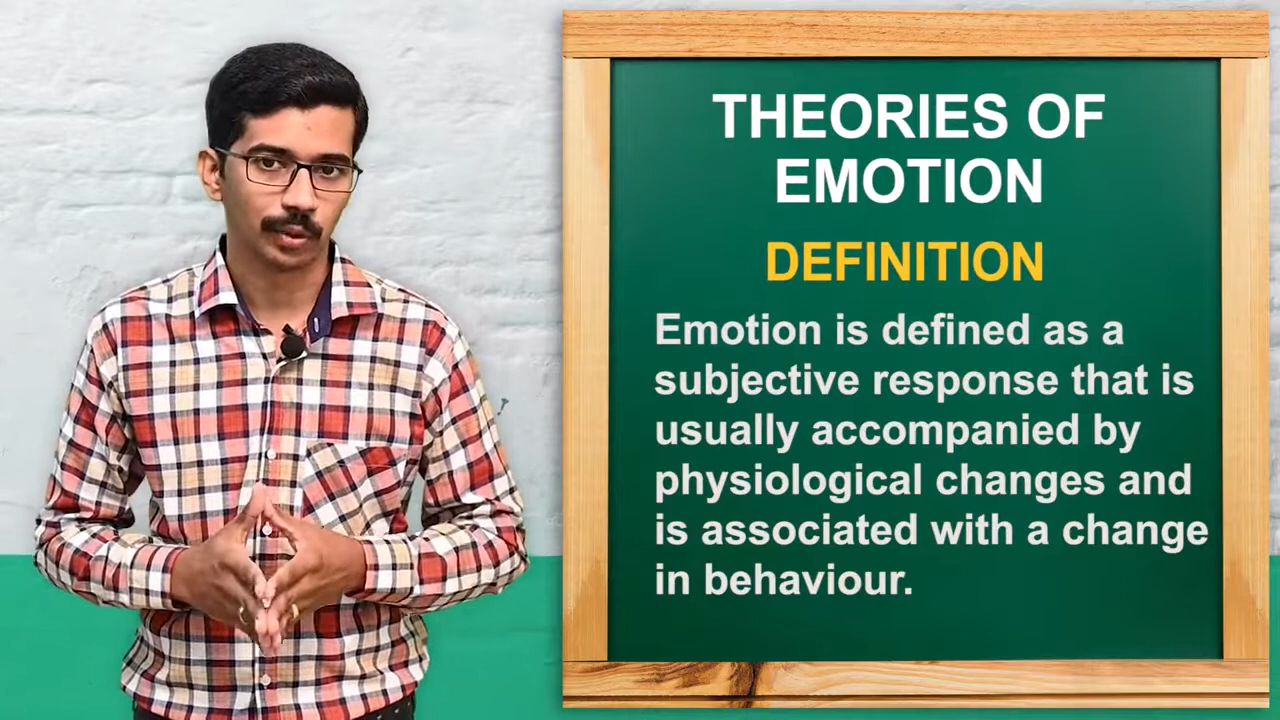 THEORIES OF
EMOTION
DEFINITION
Emotion is defined as a
subjective response that is
usually accompanied by
physiological changes and
is associated with a change
in behaviour.